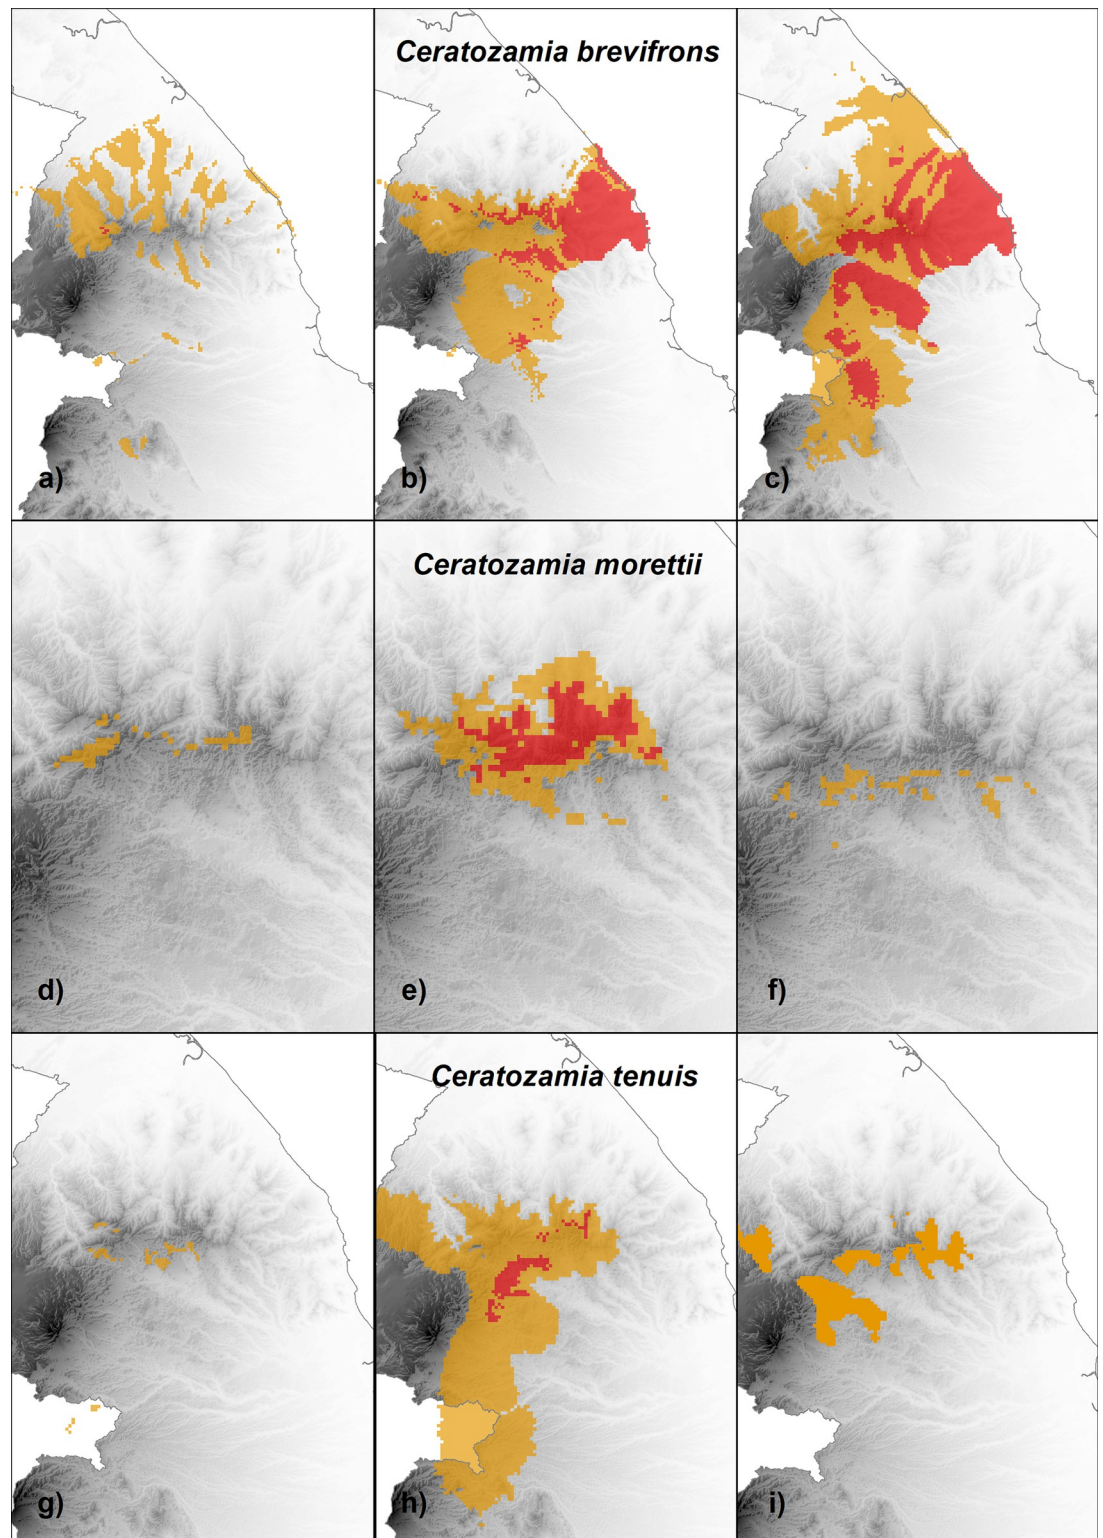 Ceratozamia brevifrons
a)
b)
c)
Ceratozamia morettii
d)
e)
f)
Ceratozamia tenuis
g)
h)
i)